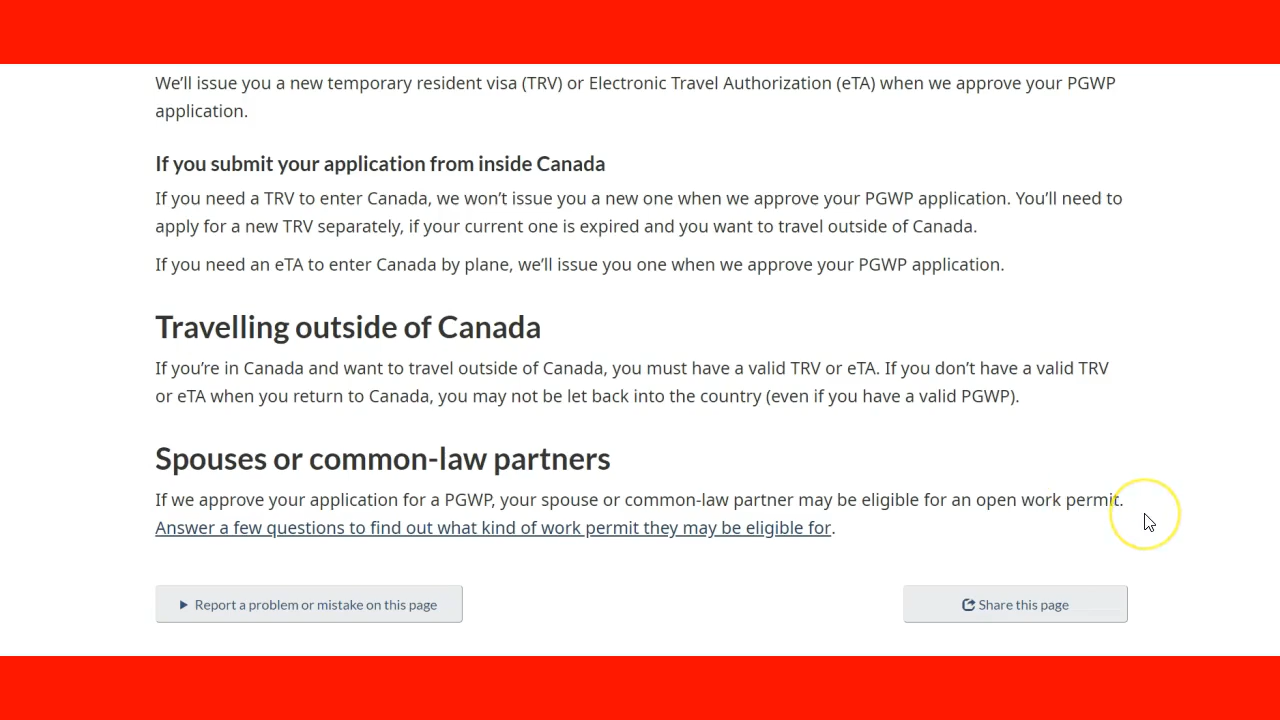 We’ll issue you a new temporary resident visa (TRV) or Electronic Travel Authorization (eTA) when we approve your PGWP
application.
If you submit your application from inside Canada
If you need a TRV to enter Canada, we won’t issue you a new one when we approve your PGWP application. You’ll need to
apply for a new TRV separately, if your current one is expired and you want to travel outside of Canada.
If you need an eTA to enter Canada by plane, we’ll issue you one when we approve your PGWP application.
Travelling outside of Canada
If you’re in Canada and want to travel outside of Canada, you must have a valid TRV or eTA. If you don’t have a valid TRV
or eTA when you return to Canada, you may not be let back into the country (even if you have a valid PGWP).
Spouses or common-law partners
If we approve your application for a PGWP, your spouse or common-law partner may be eligible for an open work permit.
Answer a few questions to find out what kind of work permit they may be eligible for.
Report a problem or mistake on this page
Share this page